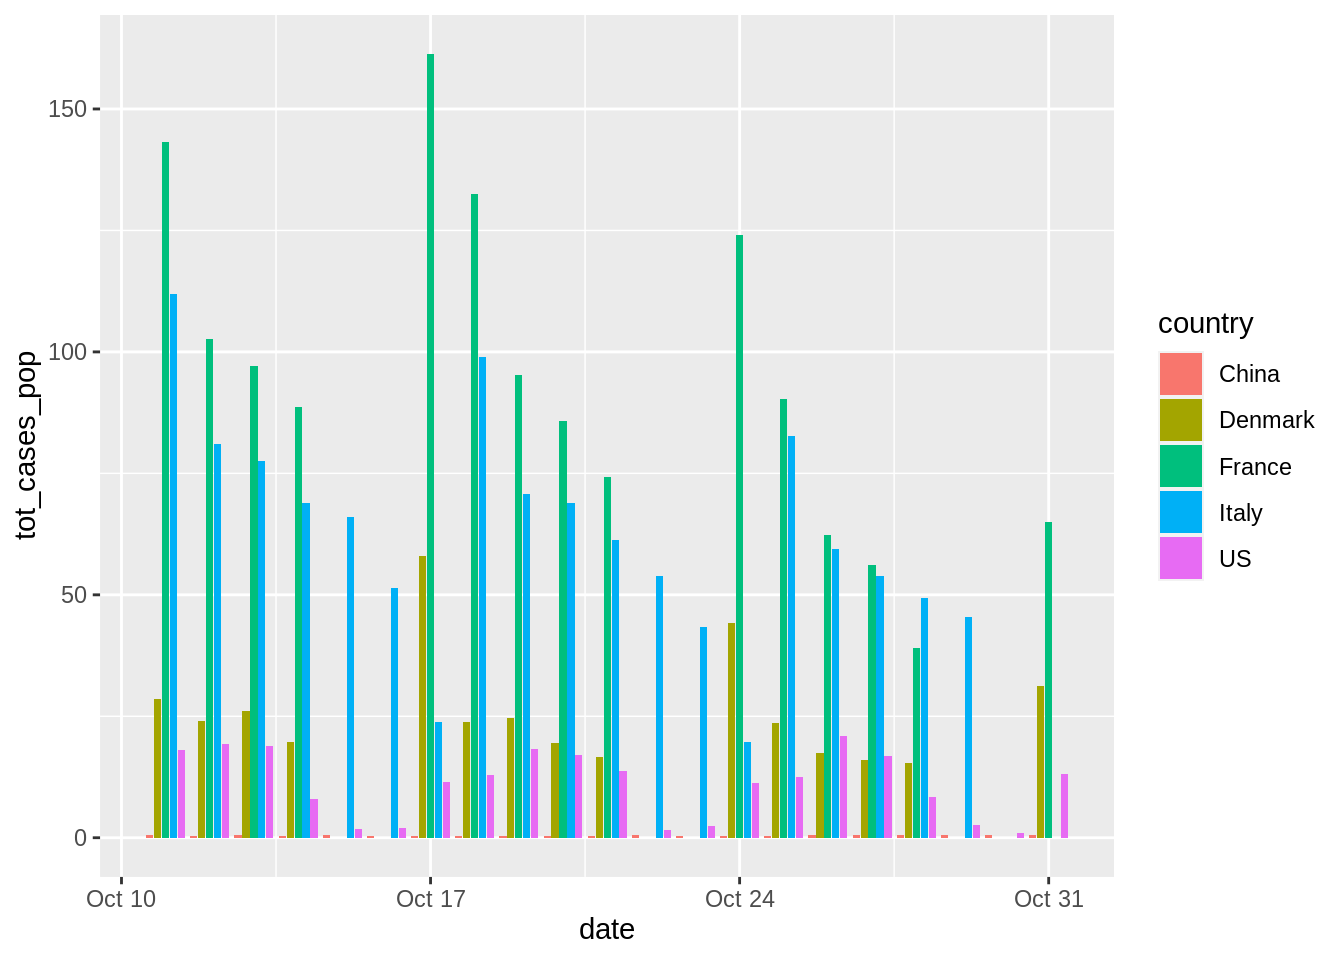 tot_cases_pop
150
100
50
0
Oct 10
Oct 17
Oct 24
Oct 31
date
country
China
Denmark
France
Italy
US